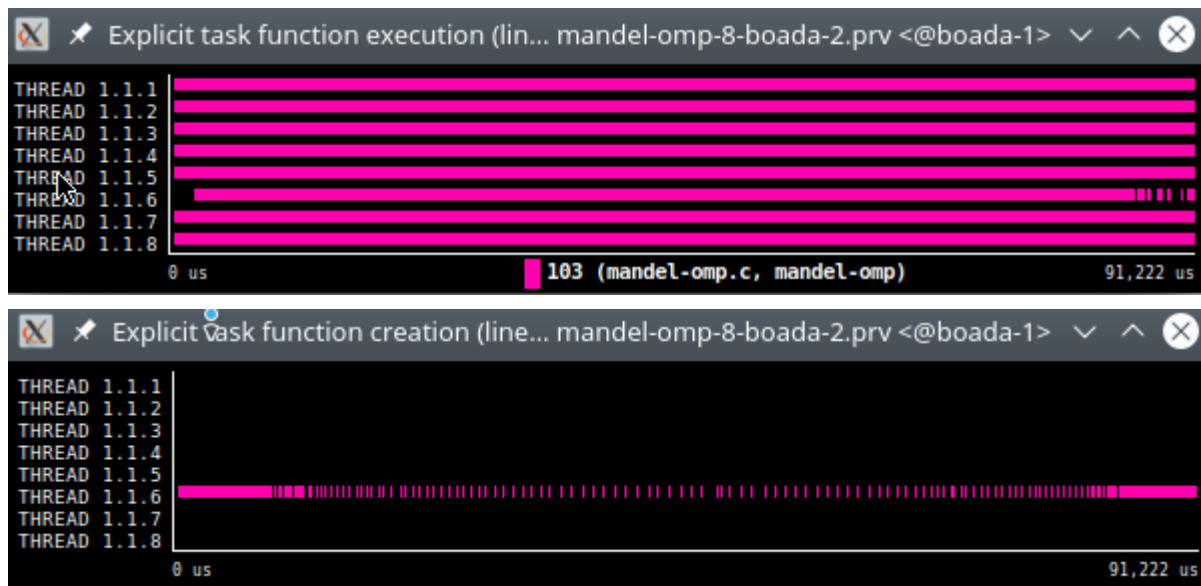 Explicit task function execution (lin... mandel-omp-8-boada-2.prv <@boada-1>
THREAD 1.1.1
THREAD 1.1.2
THREAD 1.1.3
THREAD 1.1.4
THREAD 1.1.5
THREAD 1.1.6
THREAD 1.1.7
THREAD 1.1.8
0 us
103 (mandel-omp.c, mandel-omp)
91,222 us
Explicit task function creation (line... mandel-omp-8-boada-2.prv <@boada-1>
THREAD 1.1.1
THREAD 1.1.2
THREAD 1.1.3
THREAD 1.1.4
THREAD 1.1.5
THREAD 1.1.6
THREAD 1.1.7
THREAD 1.1.8
0 us
91,222 us